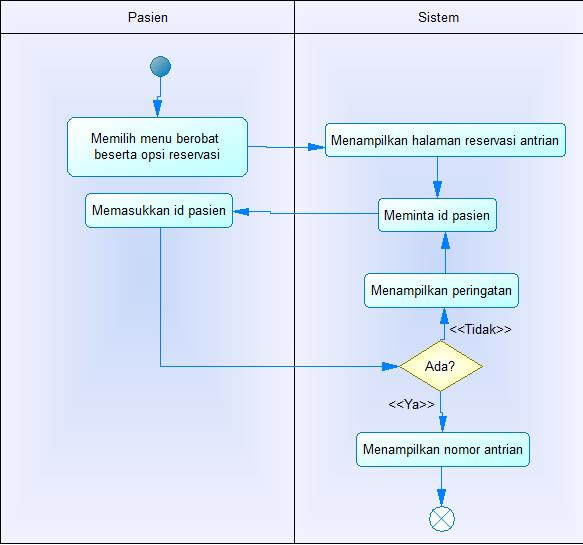 Pasien
Sistem
Memilih menu berobat
beserta opsi reservasi
Menampilkan halaman reservasi antrian
Memasukkan id pasien
Meminta id pasien
Menampilkan peringatan
<<Tidak>>
Ada?
<<Ya>>
Menampilkan nomor antrian